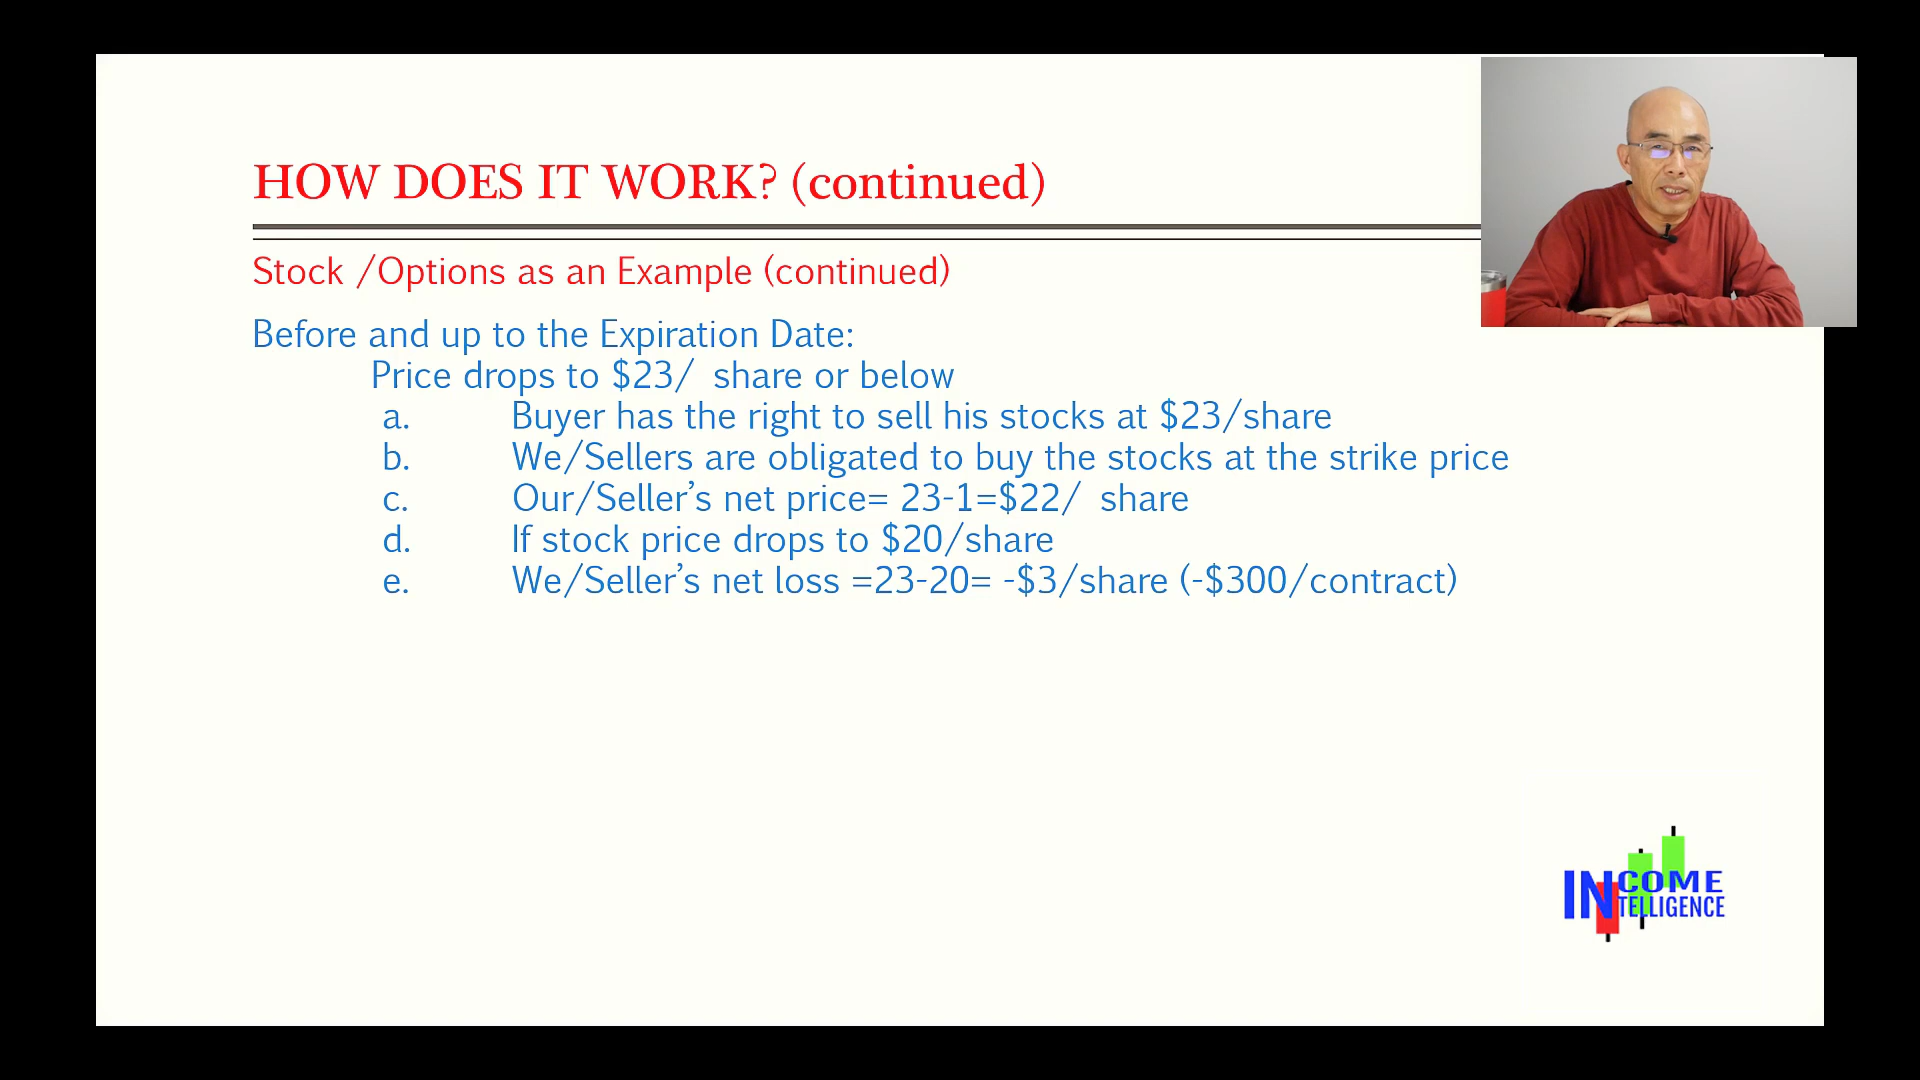 HOW DOES IT WORK? (continued)
Stock /Options as an Example (continued)
Before and up to the Expiration Date:
Price drops to $23/ share or below
a. Buyer has the right to sell his stocks at $23/share
b. We/Sellers are obligated to buy the stocks at the strike price
c. Our/Seller’s net price= 23-1=$22/ share
d. If stock price drops to $20/share
e. We/Seller’s net loss =23-20= -$3/share (-$300/contract)
INCOME
TELLIGENCE